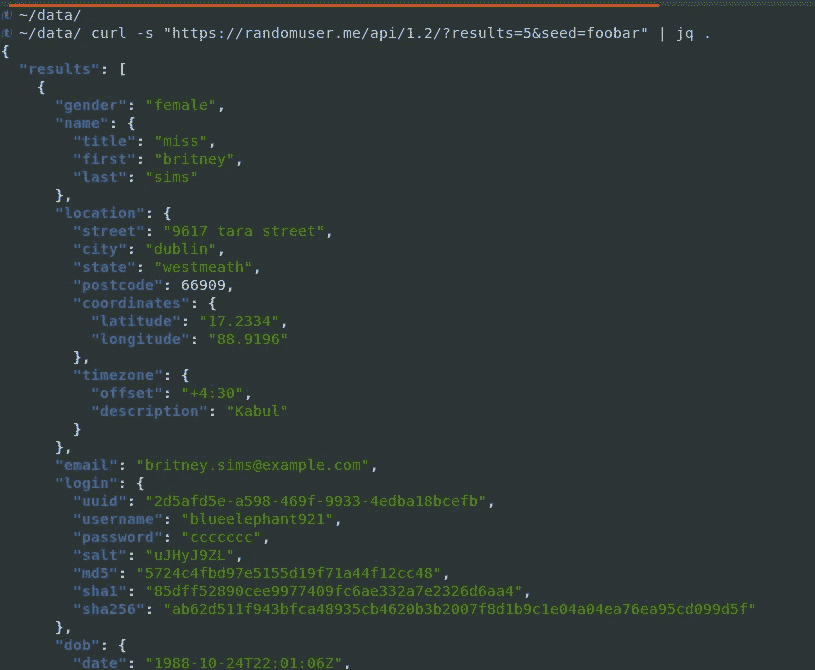 ~/data/
~/data/ curl -s "https://randomuser.me/api/1.2/?results=5&seed=foobar" | jq .
{
  "results": [
    {
      "gender": "female",
      "name": {
        "title": "miss",
        "first": "britney",
        "last": "sims"
      },
      "location": {
        "street": "9617 tara street",
        "city": "dublin",
        "state": "westmeath",
        "postcode": 66909,
        "coordinates": {
          "latitude": "17.2334",
          "longitude": "88.9196"
        },
        "timezone": {
          "offset": "+4:30",
          "description": "Kabul"
        }
      },
      "email": "britney.sims@example.com",
      "login": {
        "uuid": "2d5afd5e-a598-469f-9933-4edba18bcefb",
        "username": "blueelephant921",
        "password": "ccccccc",
        "salt": "uJHyJ9ZL",
        "md5": "5724c4fbd97e5155d19f71a44f12cc48",
        "sha1": "85dff52890cee9977409fc6ae332a7e2326d6aa4",
        "sha256": "ab62d511f943bfca48935cb4620b3b2007f8d1b9c1e04a04ea76ea95cd099d5f"
      },
      "dob": {
        "date": "1988-10-24T22:01:06Z",